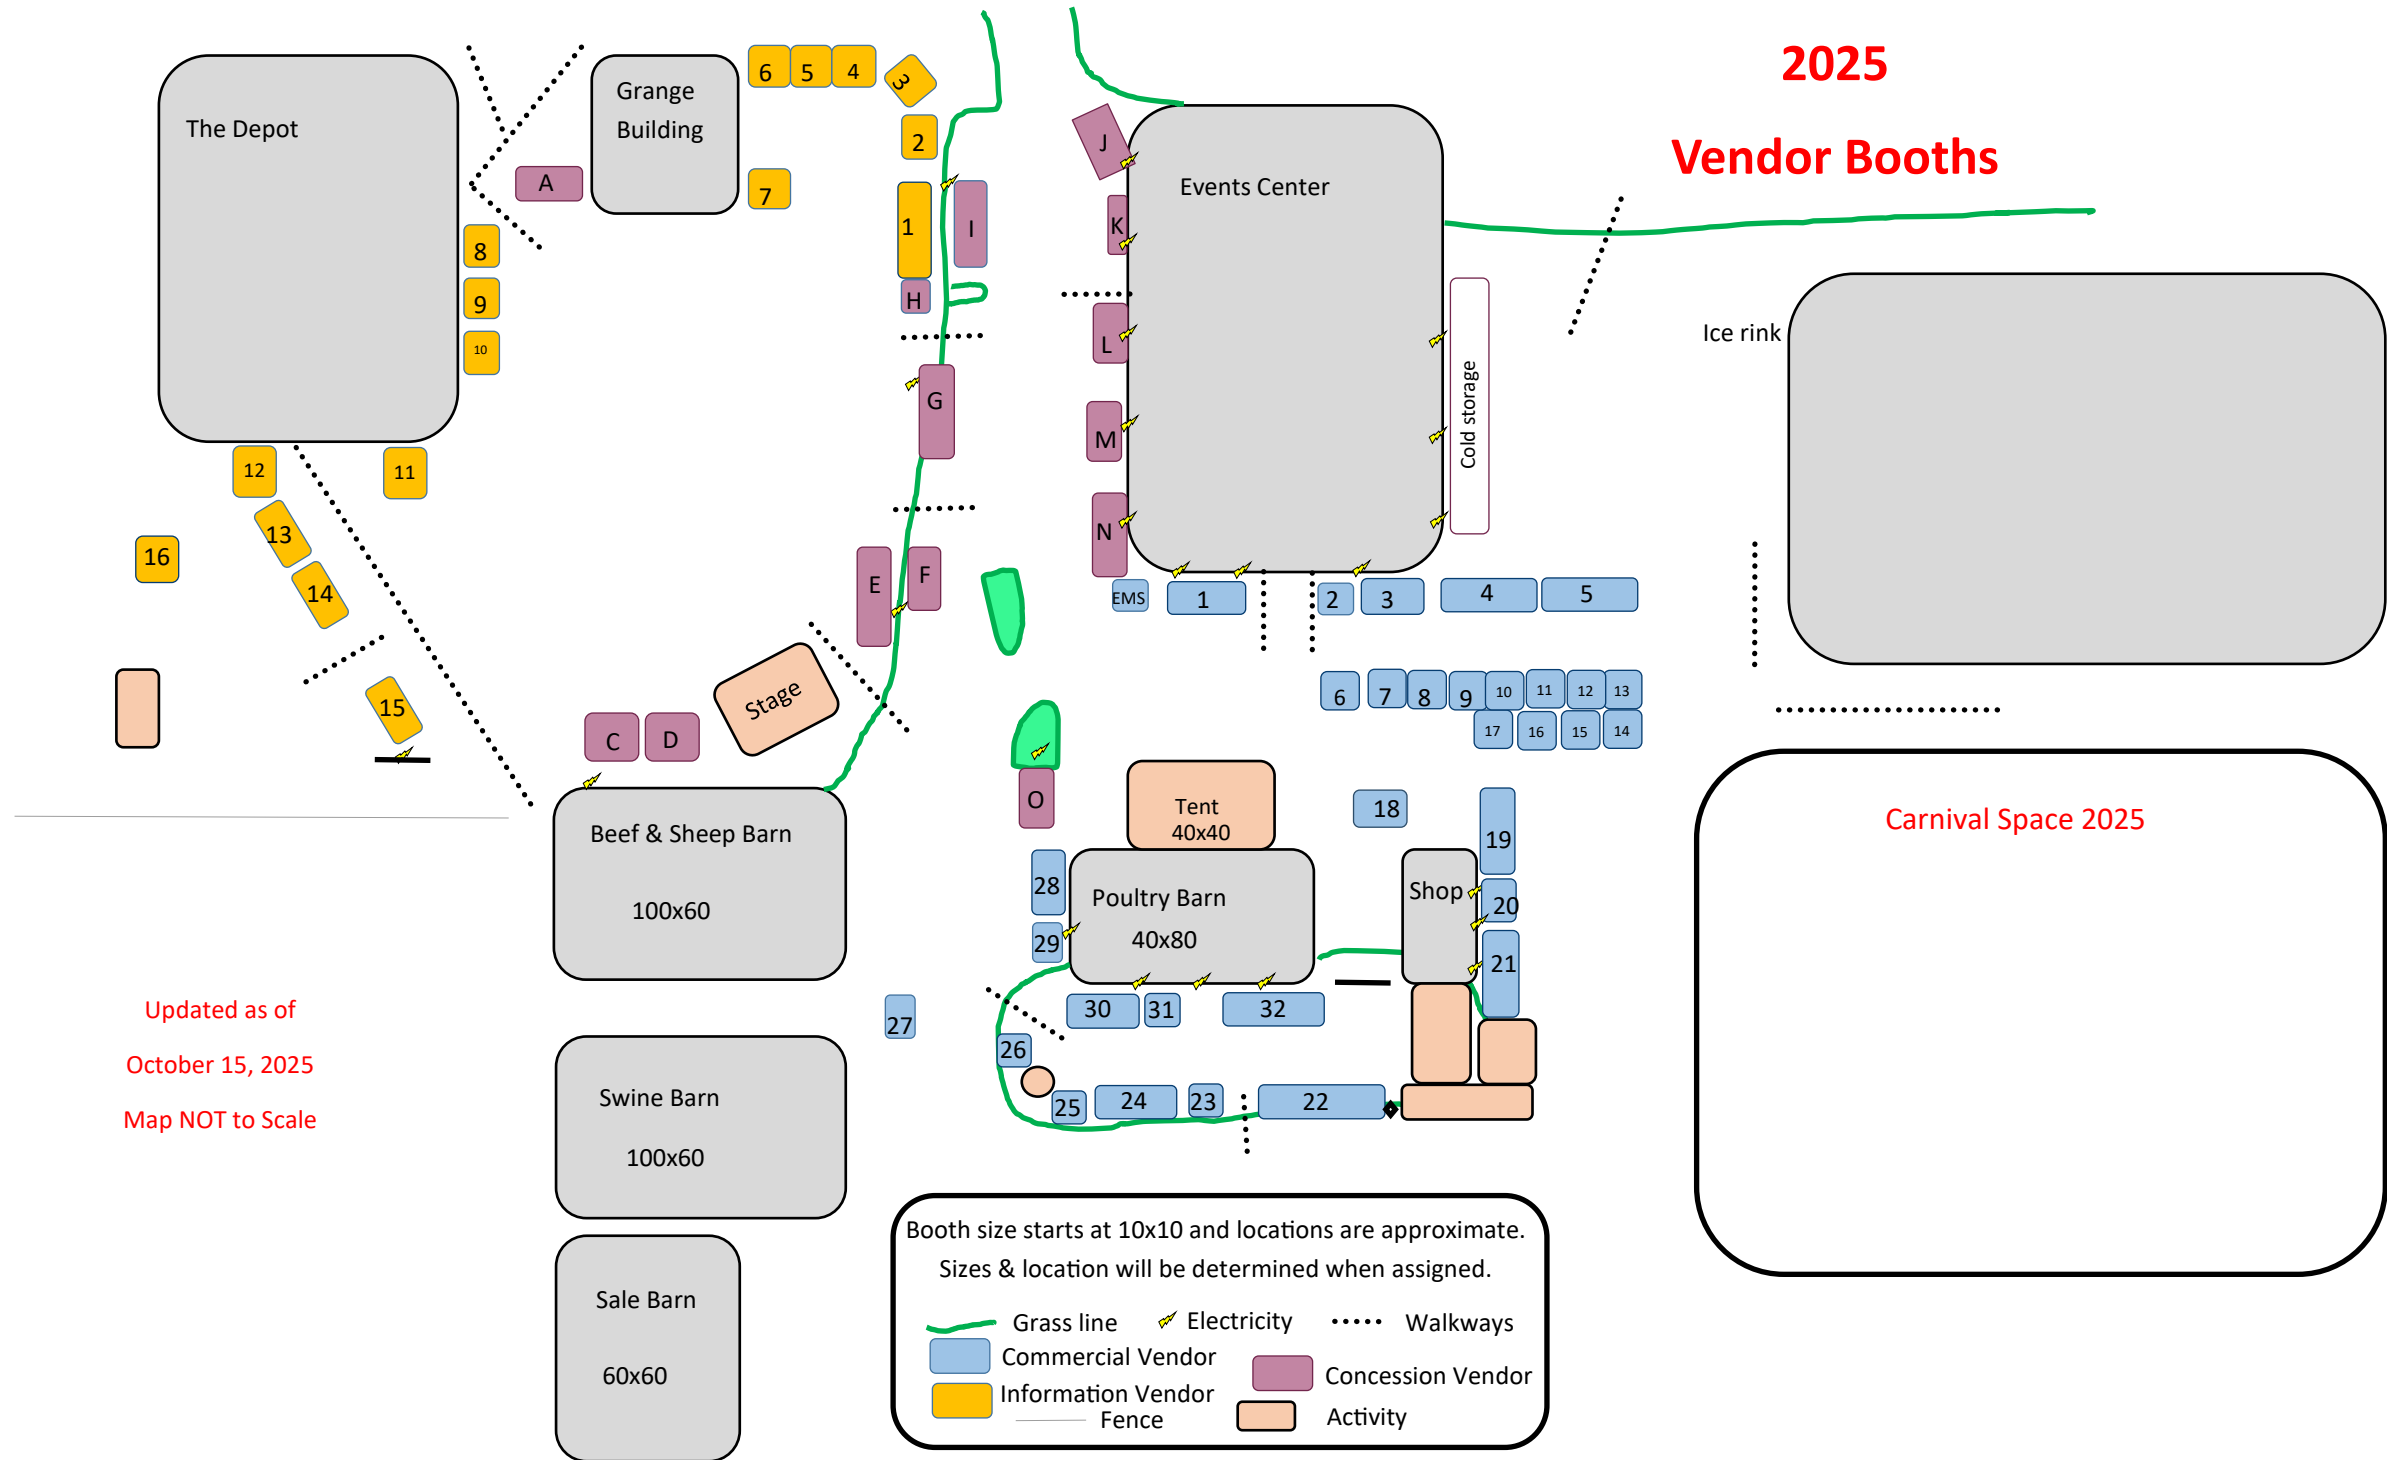 2025
Vendor Booths
The Depot
Grange
Building
6
5
4
3
2
7
A
1
I
H
8
9
10
J
K
L
M
N
Events Center
Cold storage
Ice rink
G
12
11
13
14
16
15
E
F
EMS
1
2
3
4
5
Stage
C
D
6
7
8
9
10
11
12
13
17
16
15
14
O
Tent
40x40
18
19
20
21
Shop
Carnival Space 2025
Beef & Sheep Barn
100x60
28
29
Poultry Barn
40x80
30
31
32
27
26
25
24
23
22
Updated as of
October 15, 2025
Map NOT to Scale
Swine Barn
100x60
Sale Barn
60x60
Booth size starts at 10x10 and locations are approximate.
Sizes & location will be determined when assigned.
Grass line
Electricity
Walkways
Commercial Vendor
Concession Vendor
Information Vendor
Fence
Activity